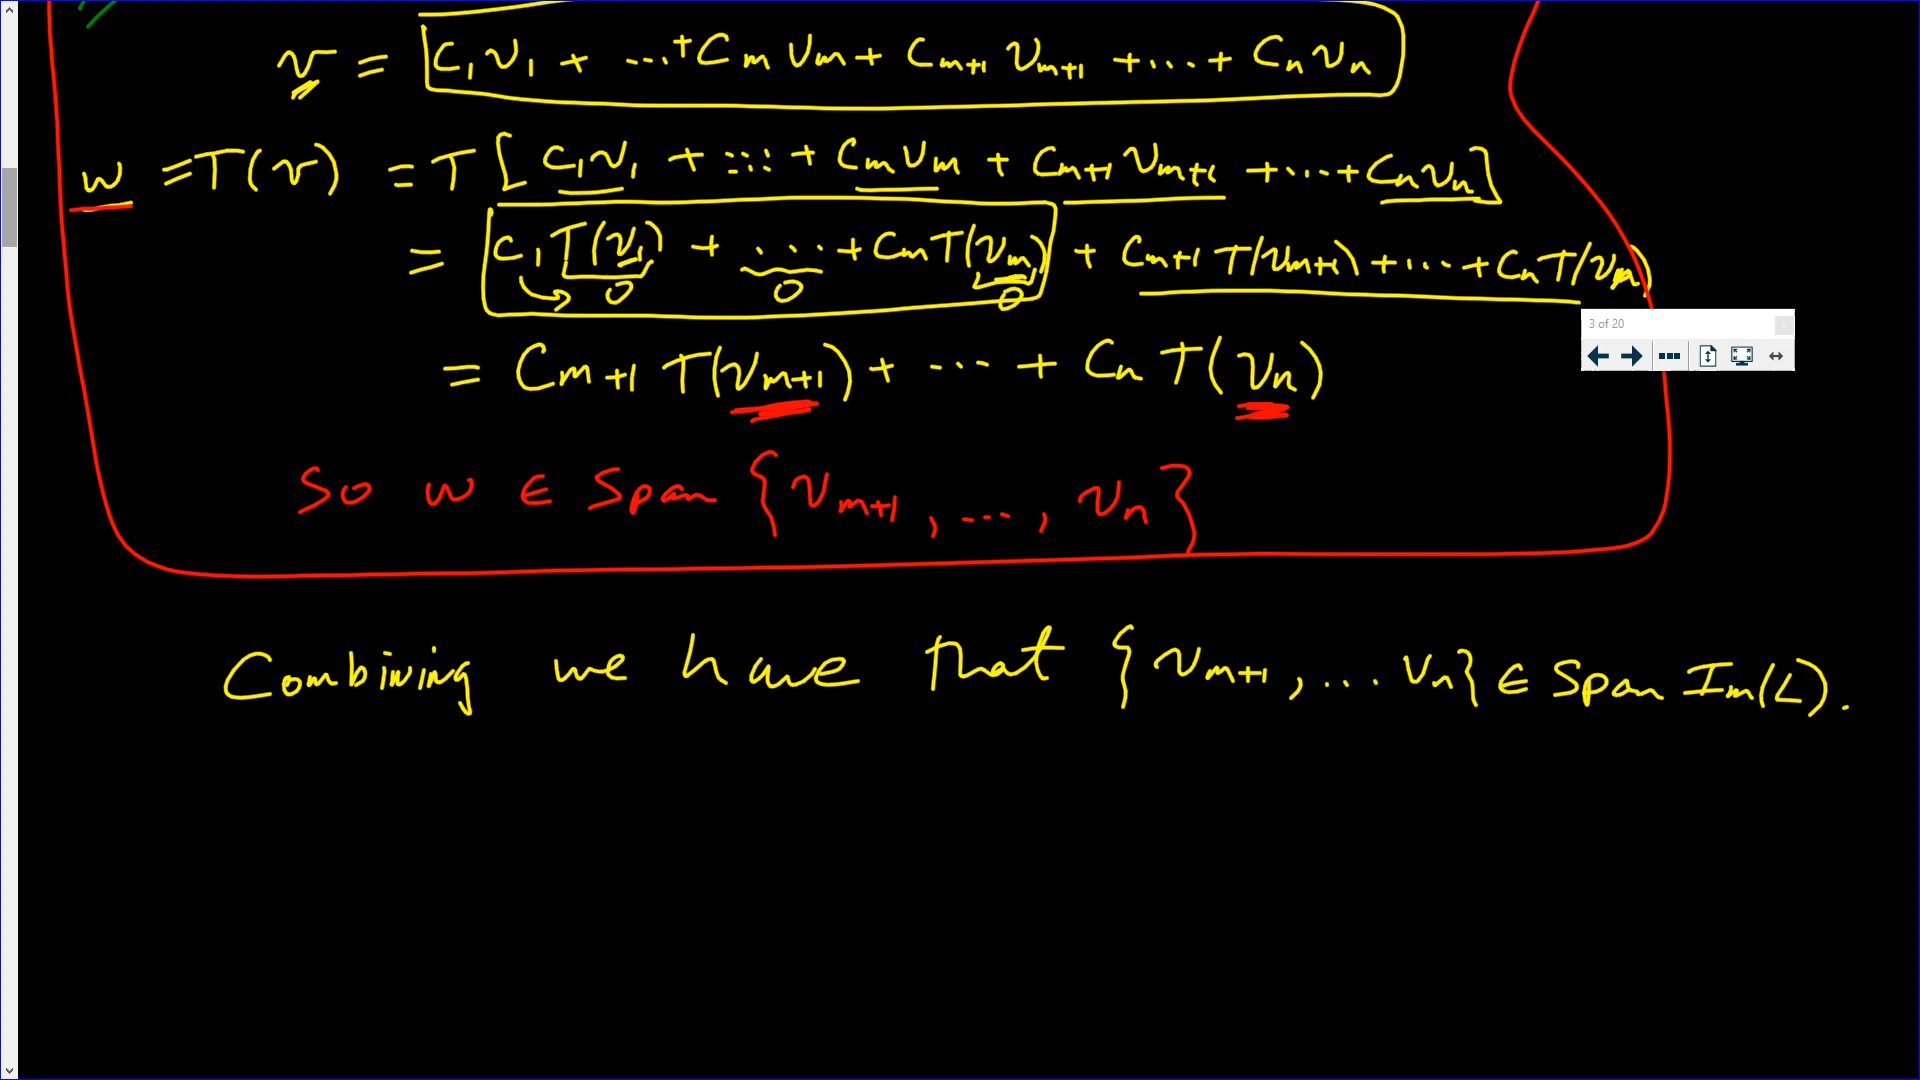 v = C₁v₁ + ...+ Cₘvₘ + Cₘ₊₁vₘ₊₁ + ... + Cₙvₙ
w = T(v) = T[C₁v₁ + ... + Cₘvₘ + Cₘ₊₁vₘ₊₁ + ... + Cₙvₙ]
= C₁T(v₁) + ... + CₘT(vₘ) + Cₘ₊₁T(vₘ₊₁) + ... + CₙT(vₙ)
0 0 0
3 of 20
= Cₘ₊₁T(vₘ₊₁) + ... + CₙT(vₙ)
So w ∈ Span {vₘ₊₁, ..., vₙ}
Combining we have that {vₘ₊₁, ... vₙ} ∈ Span Im(L).